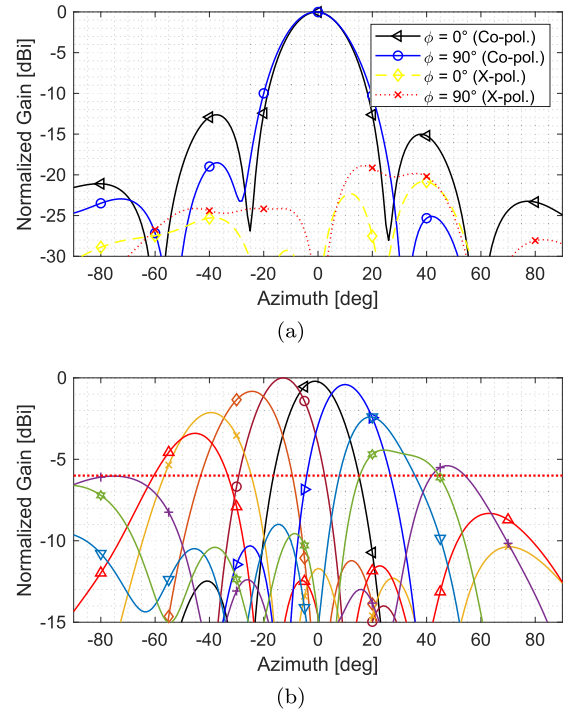 0
-5
-10
-15
-20
-25
-30
Normalized Gain [dBi]
ϕ = 0° (Co-pol.)
ϕ = 90° (Co-pol.)
ϕ = 0° (X-pol.)
ϕ = 90° (X-pol.)
-80 -60 -40 -20 0 20 40 60 80
Azimuth [deg]
(a)
0
-5
-10
-15
Normalized Gain [dBi]
-80 -60 -40 -20 0 20 40 60 80
Azimuth [deg]
(b)